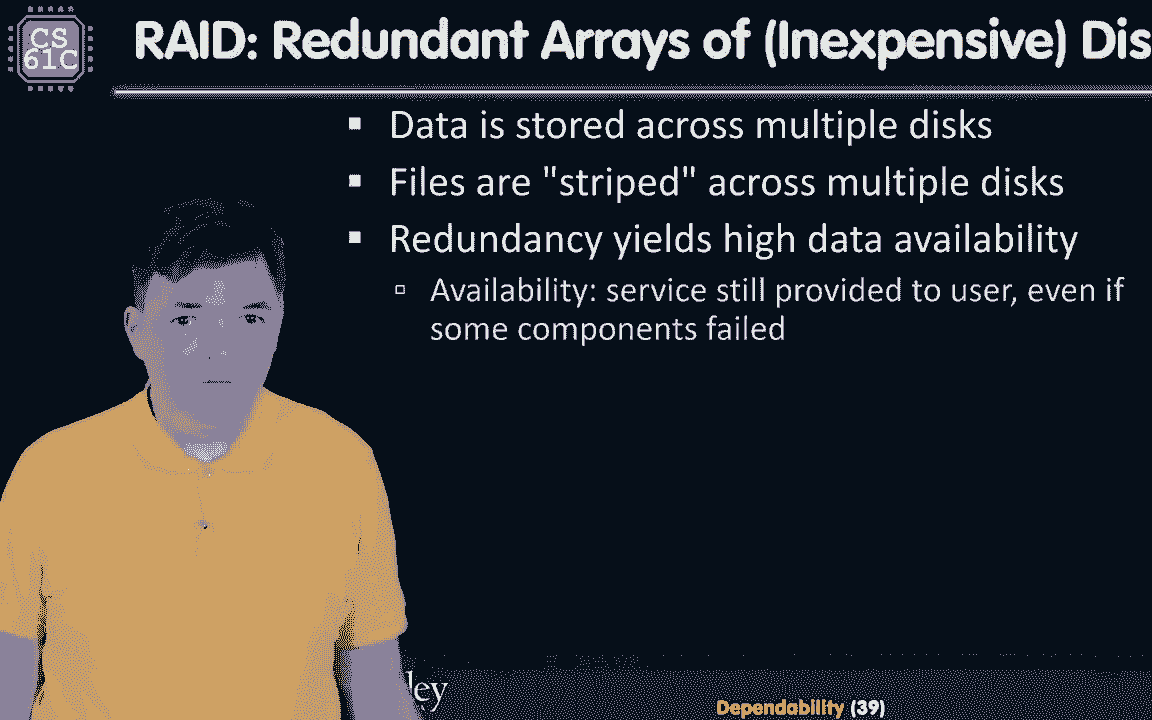 CS
61C
RAID: Redundant Arrays of (Inexpensive) Dis
Data is stored across multiple disks
Files are "striped" across multiple disks
Redundancy yields high data availability
Availability: service still provided to user, even if
some components failed
ley
Dependability (39)